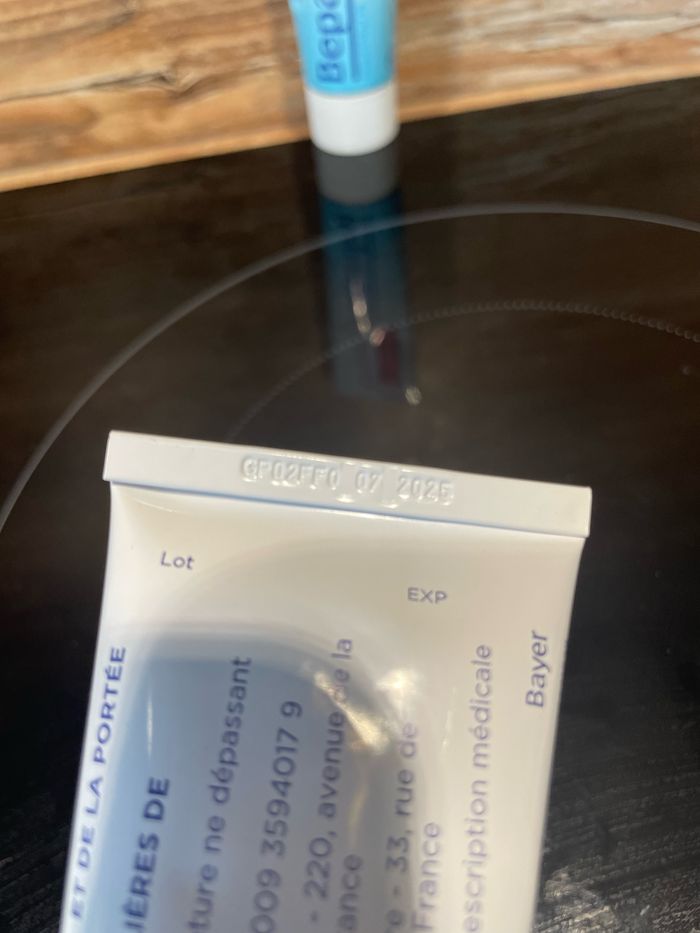 Bepa
GP02FF0 07 2025
Lot
EXP
ET DE LA PORTÉE
IÈRES DE
ture ne dépassant
009 3594017 9
- 220, avenue de la
ance
e - 33, rue de
France
escription médicale
Bayer